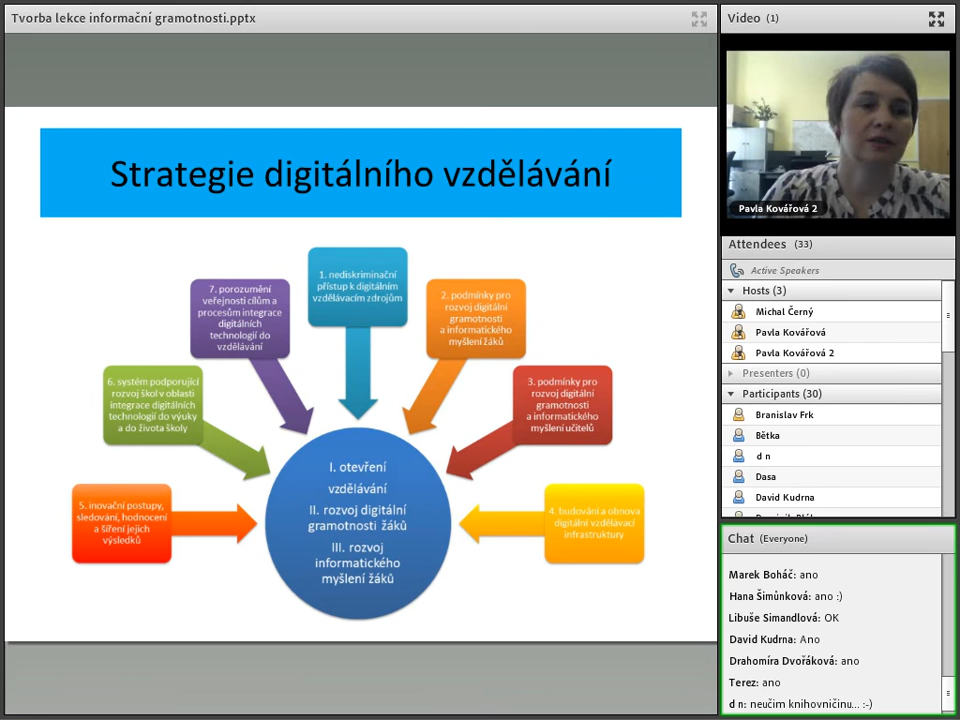 Tvorba lekce informační gramotnosti.pptx
Strategie digitálního vzdělávání
1. nediskriminační
přístup k digitálním
vzdělávacím zdrojům
2. podmínky pro
rozvoj digitální
gramotnosti
a informatického
myšlení žáků
3. podmínky pro
rozvoj digitální
gramotnosti
a informatického
myšlení učitelů
4. budování a obnova
digitální vzdělávací
infrastruktury
5. inovační postupy,
sledování, hodnocení
a šíření jejich
výsledků
6. systém podporující
rozvoj škol v oblasti
integrace digitálních
technologií do výuky
a do života školy
7. porozumění
veřejnosti cílům a
procesům integrace
digitálních
technologií do
vzdělávání
I. otevření
vzdělávání
II. rozvoj digitální
gramotnosti žáků
III. rozvoj
informatického
myšlení žáků
Video (1)
Pavla Kovářová 2
Attendees (33)
Active Speakers
Hosts (3)
Michal Černý
Pavla Kovářová
Pavla Kovářová 2
Presenters (0)
Participants (30)
Branislav Frk
Bětka
d n
Dasa
David Kudrna
Chat (Everyone)
Marek Boháč: ano
Hana Šimůnková: ano :)
Libuše Simandlová: OK
David Kudrna: Ano
Drahomíra Dvořáková: ano
Terez: ano
d n: neučim knihovničinu... :-)